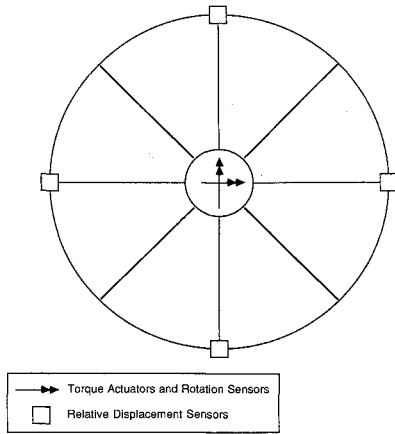 Torque Actuators and Rotation Sensors
Relative Displacement Sensors